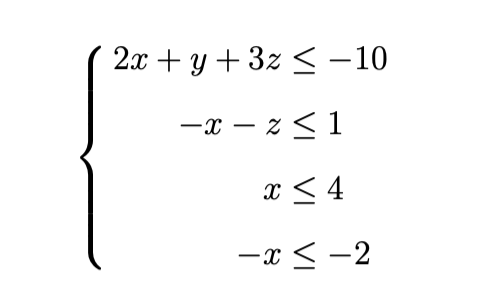 2x + y + 3z ≤ −10
−x − z ≤ 1
x ≤ 4
−x ≤ −2